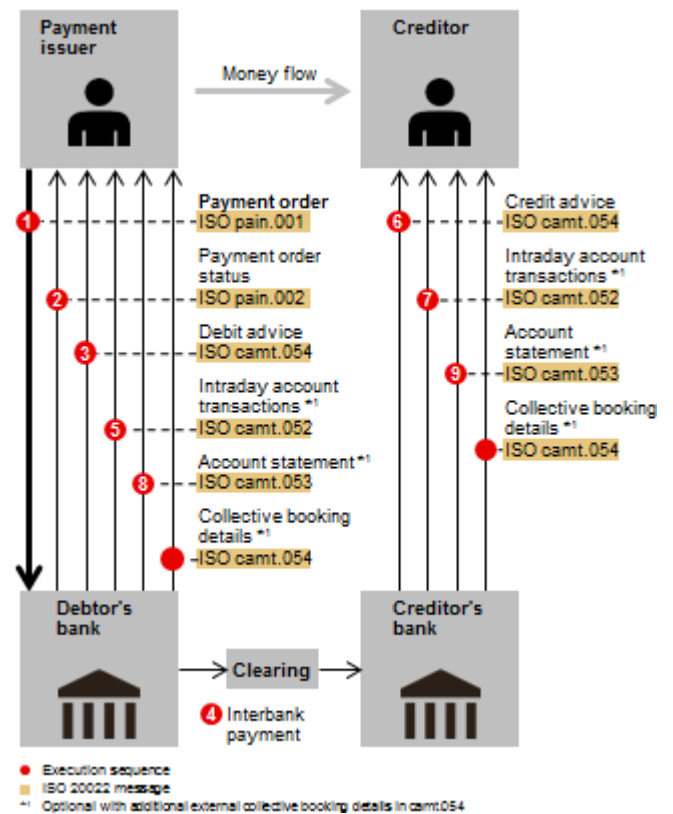 Payment
issuer
Creditor
Money flow
1
Payment order
ISO pain.001
2
Payment order
status
ISO pain.002
3
Debit advice
ISO camt.054
5
Intraday account
transactions *1
ISO camt.052
8
Account statement *1
ISO camt.053
Collective booking
details *1
ISO camt.054
6
Credit advice
ISO camt.054
7
Intraday account
transactions *1
ISO camt.052
9
Account
statement *1
ISO camt.053
Collective booking
details *1
ISO camt.054
Debtor's
bank
Clearing
4 Interbank
payment
Creditor's
bank
Execution sequence
ISO 20022 message
*1 Optional with additional external collective booking details in camt.054